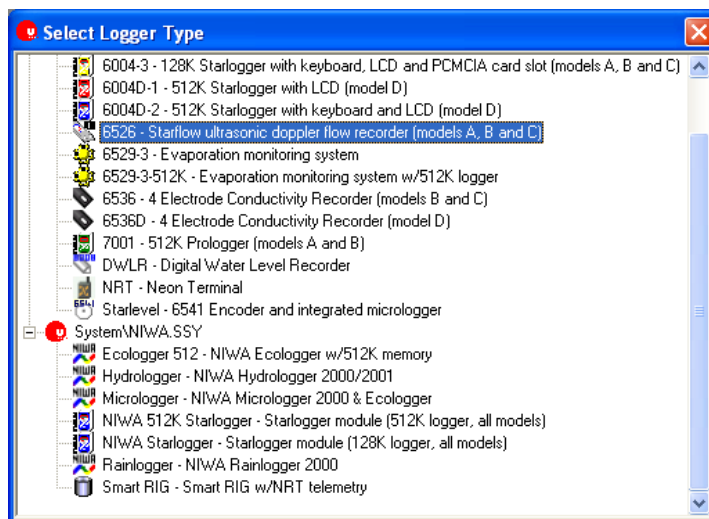 Select Logger Type
6004-3 - 128K Starlogger with keyboard, LCD and PCMCIA card slot (models A, B and C)
6004D-1 - 512K Starlogger with LCD (model D)
6004D-2 - 512K Starlogger with keyboard and LCD (model D)
6526 - Starflow ultrasonic doppler flow recorder (models A, B and C)
6529-3 - Evaporation monitoring system
6529-3-512K - Evaporation monitoring system w/512K logger
6536 - 4 Electrode Conductivity Recorder (models B and C)
6536D - 4 Electrode Conductivity Recorder (model D)
7001 - 512K Prologger (models A and B)
DWLR - Digital Water Level Recorder
NRT - Neon Terminal
6541 Starlevel - 6541 Encoder and integrated micrologger
System\NIWA.SSY
NIWA Ecologger 512 - NIWA Ecologger w/512K memory
NIWA Hydrologger - NIWA Hydrologger 2000/2001
NIWA Micrologger - NIWA Micrologger 2000 & Ecologger
NIWA 512K Starlogger - Starlogger module (512K logger, all models)
NIWA Starlogger - Starlogger module (128K logger, all models)
NIWA Rainlogger - NIWA Rainlogger 2000
Smart RIG - Smart RIG w/NRT telemetry